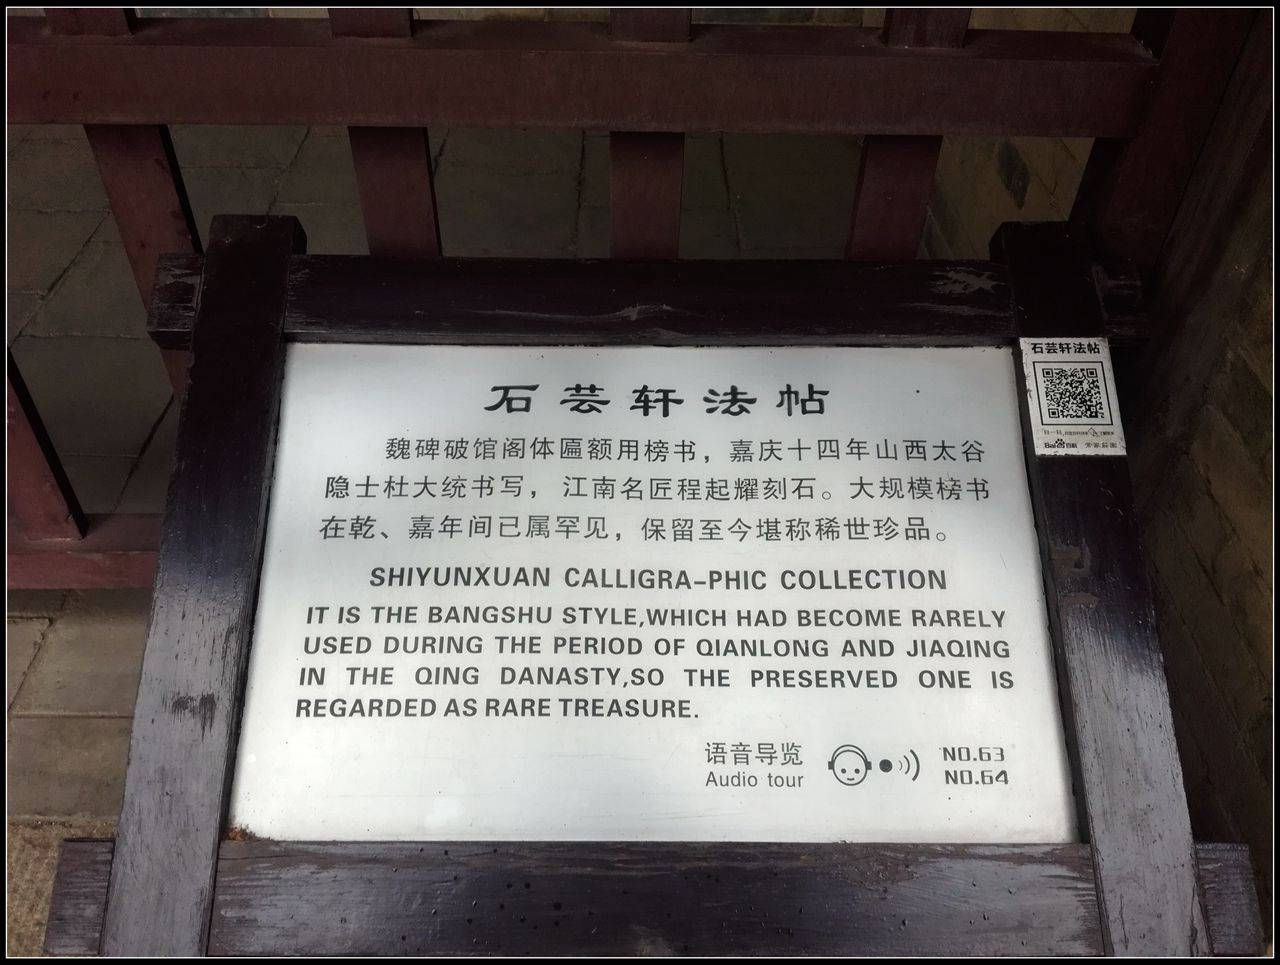 石芸轩法帖
魏碑破馆阁体匾额用榜书，嘉庆十四年山西太谷
隐士杜大统书写，江南名匠程起耀刻石。大规模榜书
在乾、嘉年间已属罕见，保留至今堪称稀世珍品。
SHIYUNXUAN CALLIGRA-PHIC COLLECTION
IT IS THE BANGSHU STYLE,WHICH HAD BECOME RARELY
USED DURING THE PERIOD OF QIANLONG AND JIAQING
IN THE QING DANASTY,SO THE PRESERVED ONE IS
REGARDED AS RARE TREASURE.
语音导览
Audio tour
NO.63
NO.64
石芸轩法帖
Bai百科